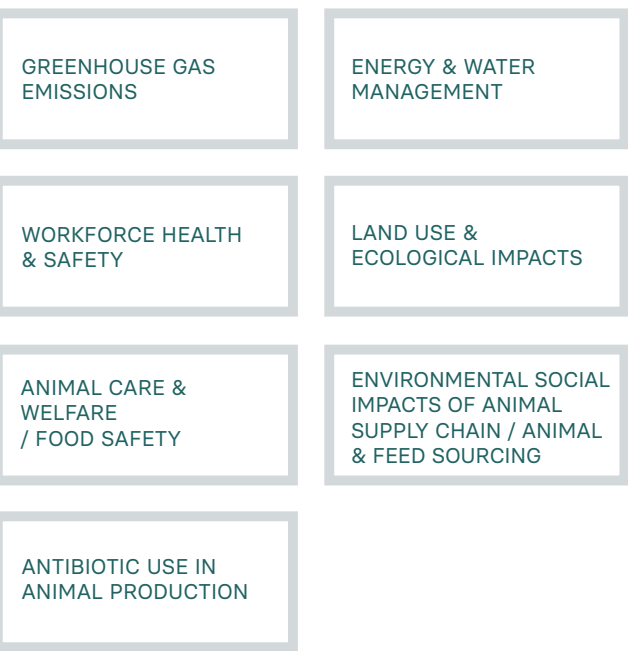 GREENHOUSE GAS
EMISSIONS
ENERGY & WATER
MANAGEMENT
WORKFORCE HEALTH
& SAFETY
LAND USE &
ECOLOGICAL IMPACTS
ANIMAL CARE &
WELFARE
/ FOOD SAFETY
ENVIRONMENTAL SOCIAL
IMPACTS OF ANIMAL
SUPPLY CHAIN / ANIMAL
& FEED SOURCING
ANTIBIOTIC USE IN
ANIMAL PRODUCTION